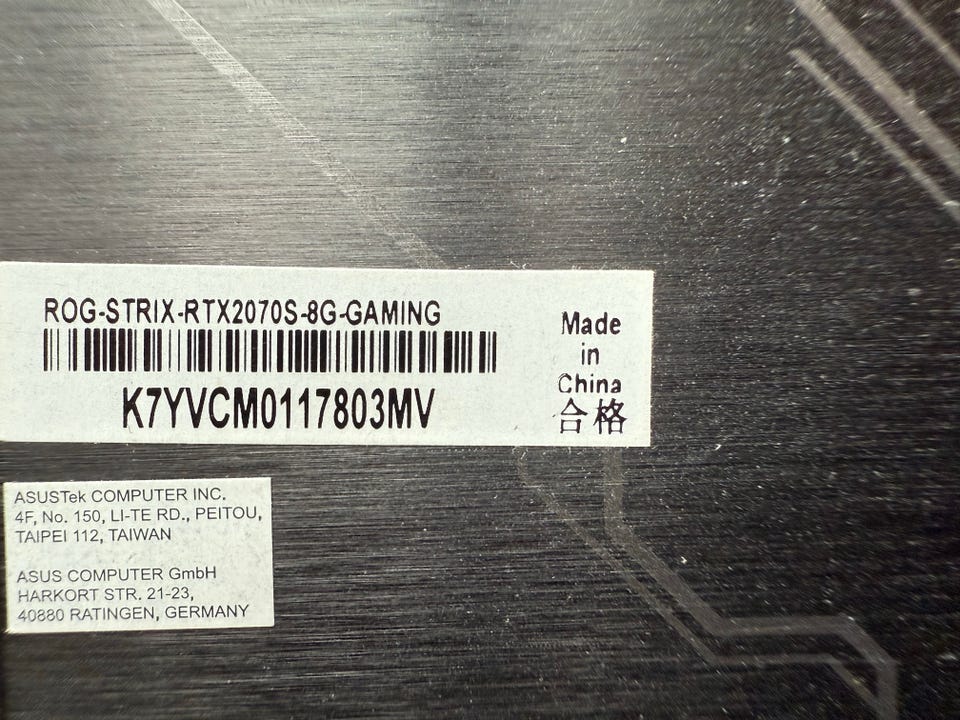 ROG-STRIX-RTX2070S-8G-GAMING
K7YVCM0117803MV
Made
in
China
合格
ASUSTek COMPUTER INC.
4F, No. 150, LI-TE RD., PEITOU,
TAIPEI 112, TAIWAN
ASUS COMPUTER GmbH
HARKORT STR. 21-23,
40880 RATINGEN, GERMANY